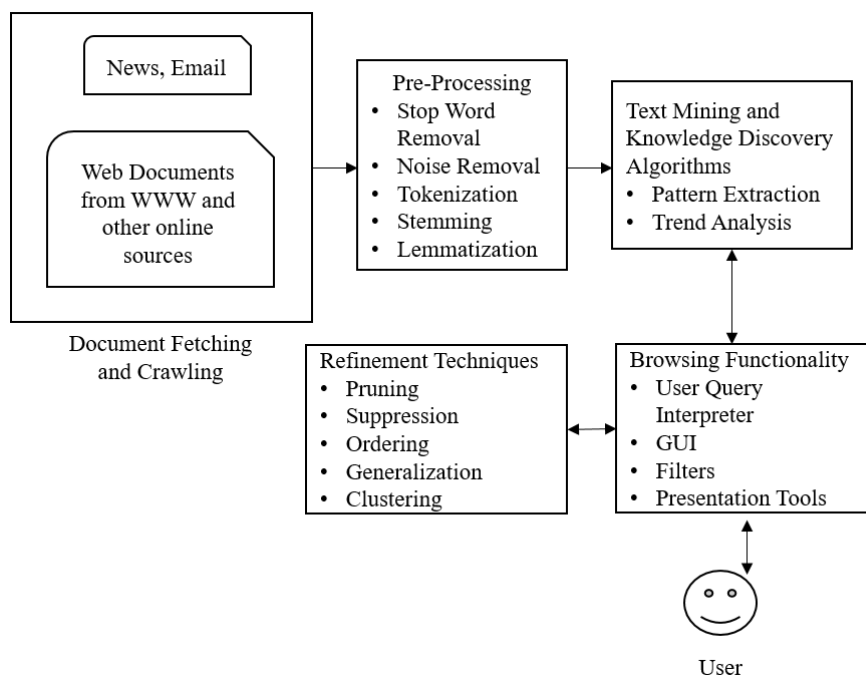 News, Email
Web Documents
from WWW and
other online
sources
Document Fetching
and Crawling
Pre-Processing
• Stop Word
Removal
• Noise Removal
• Tokenization
• Stemming
• Lemmatization
Text Mining and
Knowledge Discovery
Algorithms
• Pattern Extraction
• Trend Analysis
Refinement Techniques
• Pruning
• Suppression
• Ordering
• Generalization
• Clustering
Browsing Functionality
• User Query
Interpreter
• GUI
• Filters
• Presentation Tools
User